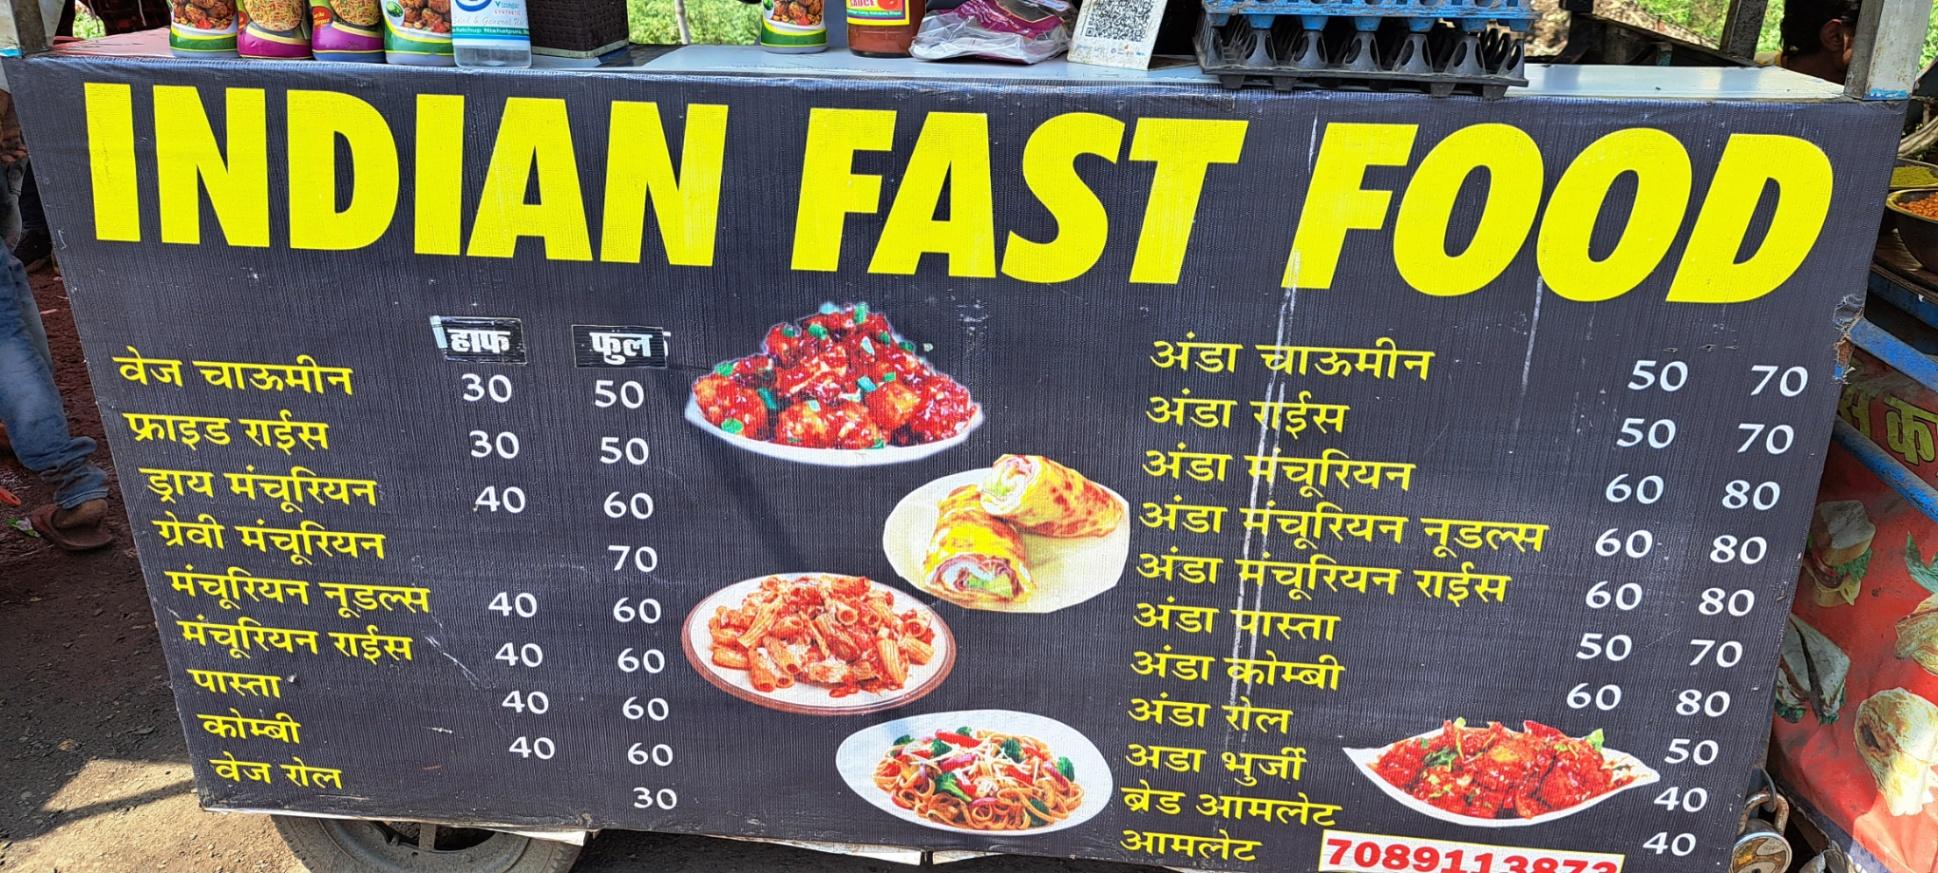 SAUCE
INDIAN FAST FOOD
हाफ फुल
वेज चाऊमीन 30 50
फ्राइड राईस 30 50
ड्राय मंचूरियन 40 60
ग्रेवी मंचूरियन 70
मंचूरियन नूडल्स 40 60
मंचूरियन राईस 40 60
पास्ता 40 60
कोम्बी 40 60
वेज रोल 30
अंडा चाऊमीन 50 70
अंडा राईस 50 70
अंडा मंचूरियन 60 80
अंडा मंचूरियन नूडल्स 60 80
अंडा मंचूरियन राईस 60 80
अंडा पास्ता 50 70
अंडा कोम्बी 60 80
अंडा रोल 50
अडा भुर्जी 40
ब्रेड आमलेट 40
आमलेट
7089113873